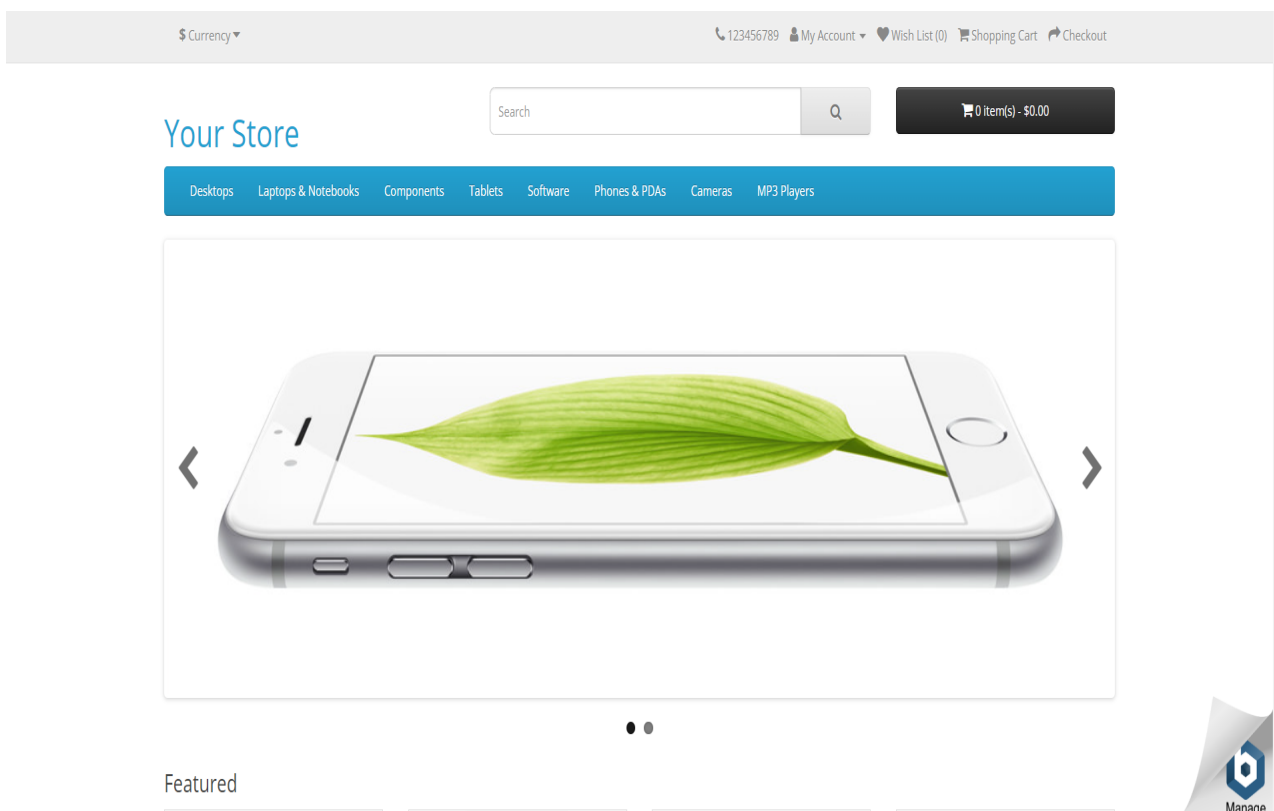 $ Currency
123456789 My Account Wish List (0) Shopping Cart Checkout
Search
0 item(s) - $0.00
Your Store
Desktops Laptops & Notebooks Components Tablets Software Phones & PDAs Cameras MP3 Players
Featured
Manage